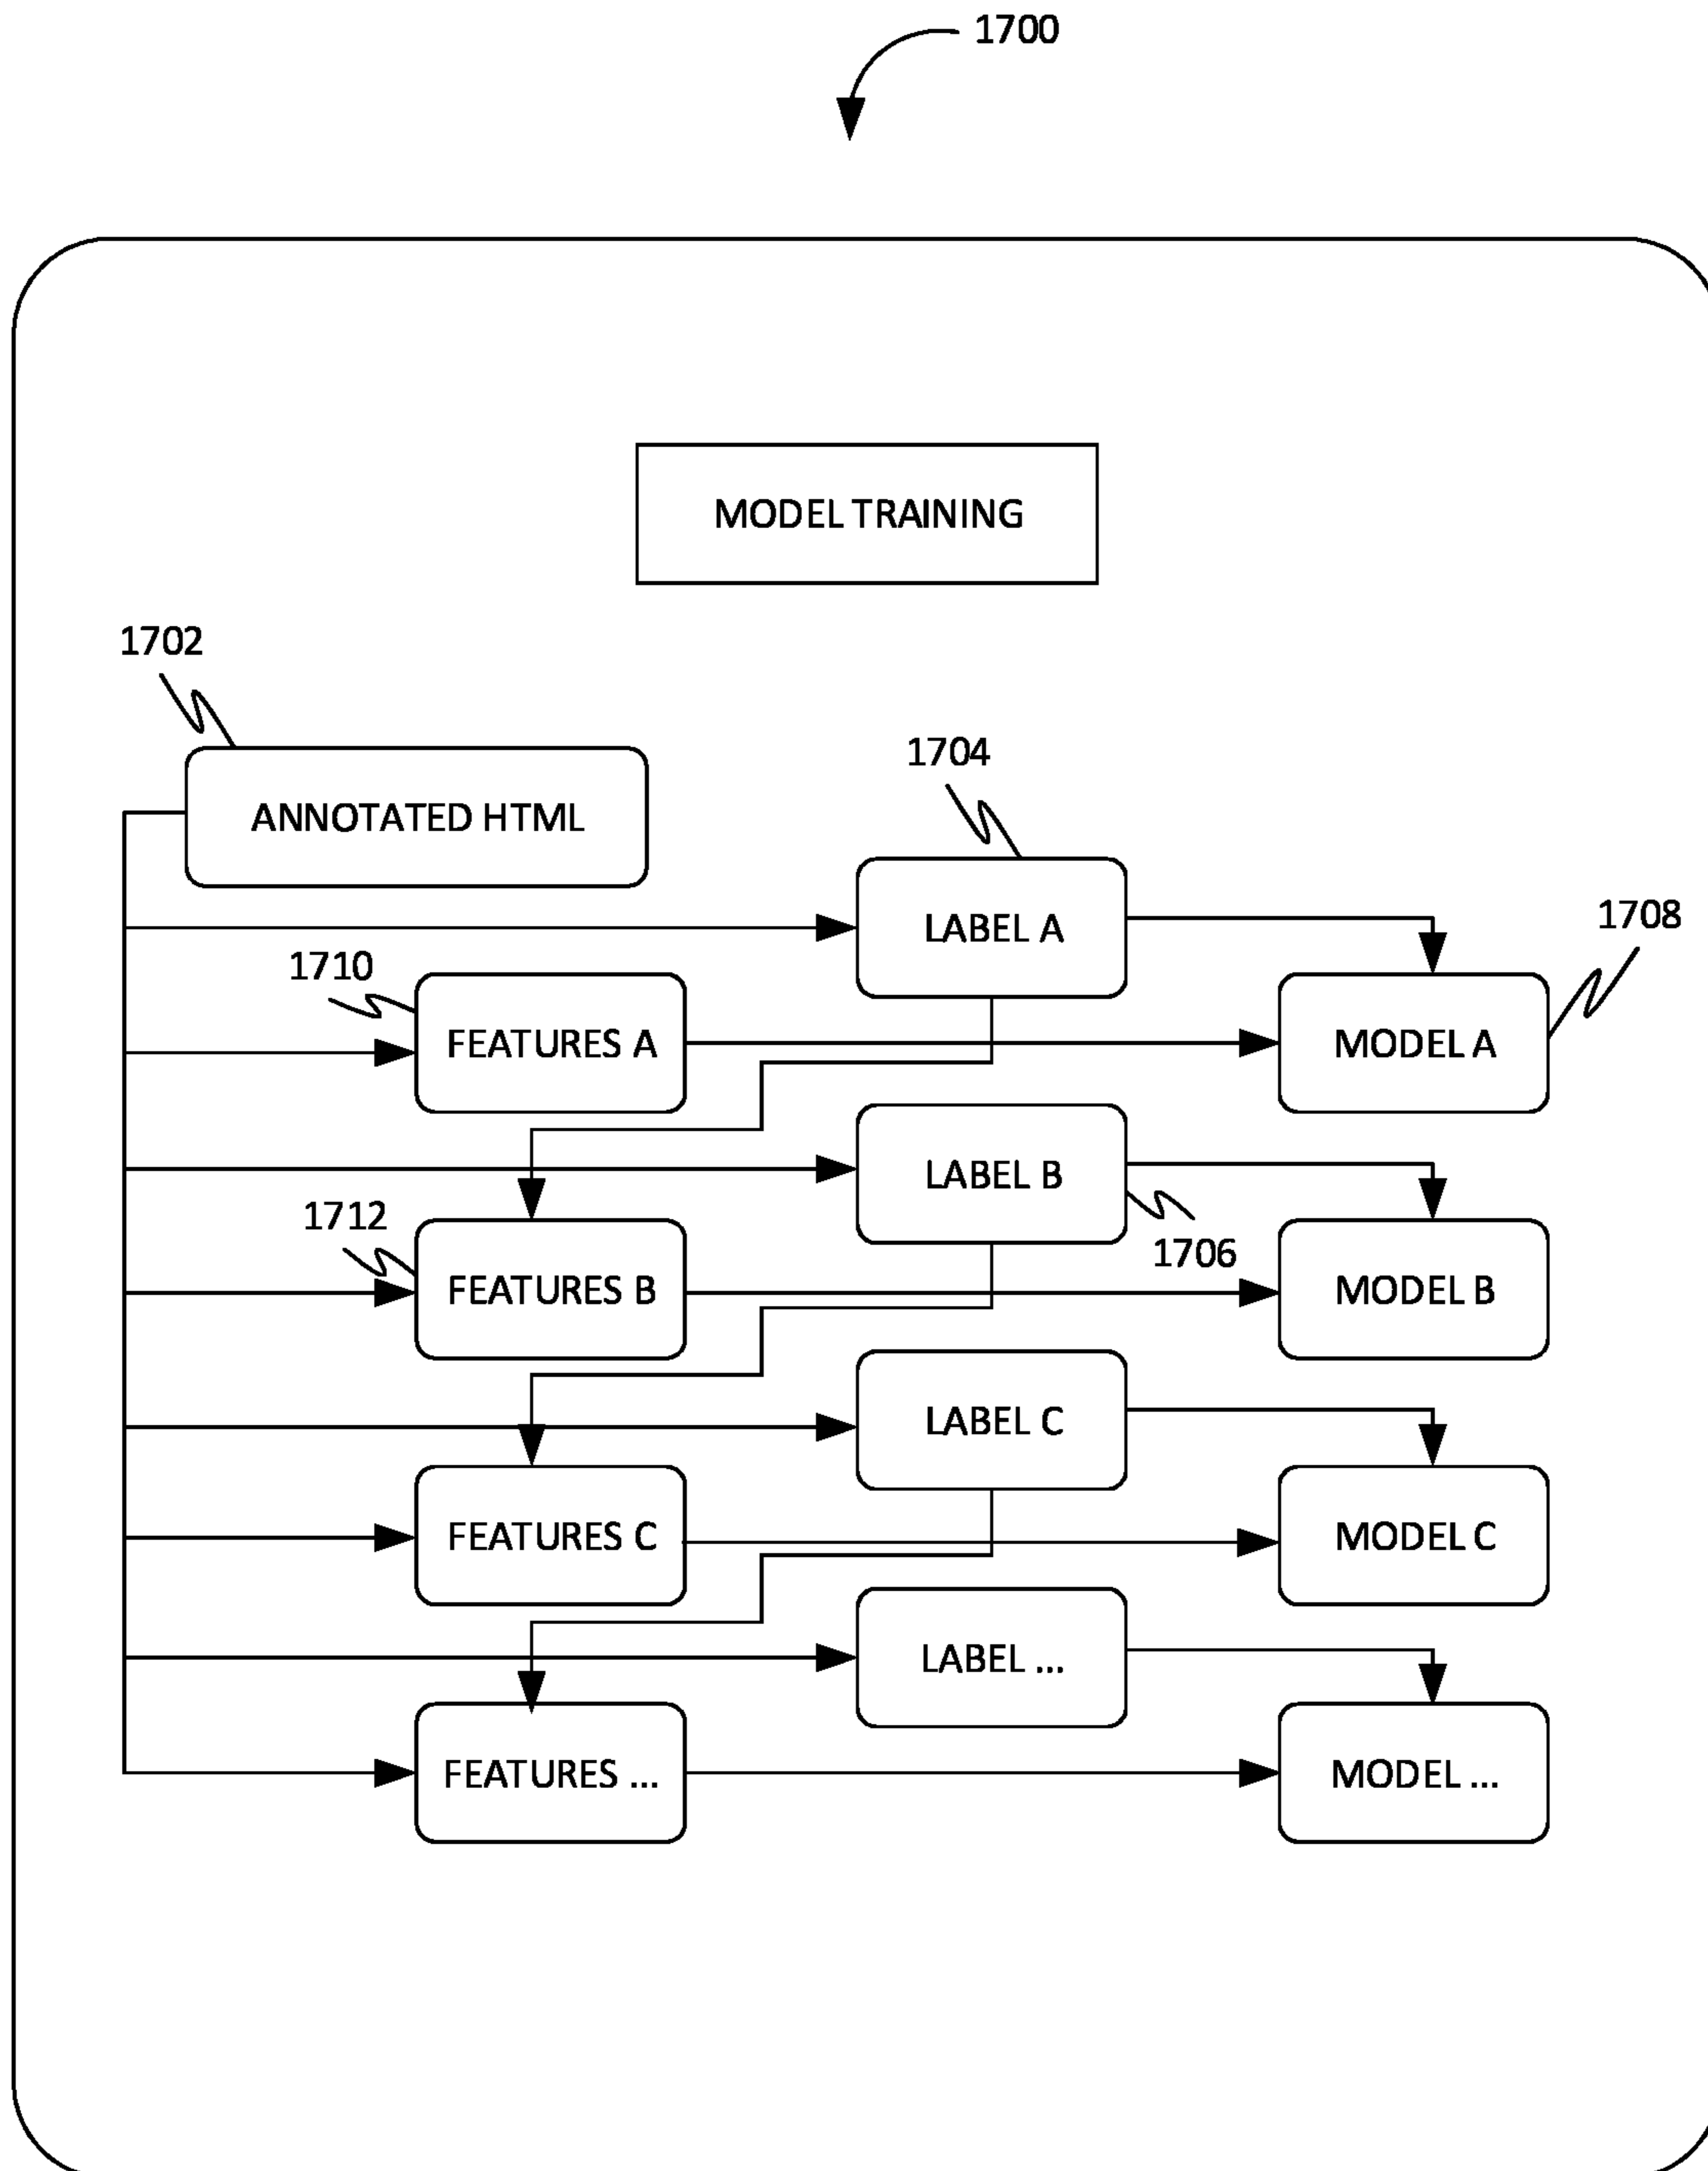 1700
MODEL TRAINING
1702
ANNOTATED HTML
1704
LABEL A
1708
1710
FEATURES A
MODEL A
LABEL B
1706
1712
FEATURES B
MODEL B
LABEL C
FEATURES C
MODEL C
LABEL ...
FEATURES ...
MODEL ...